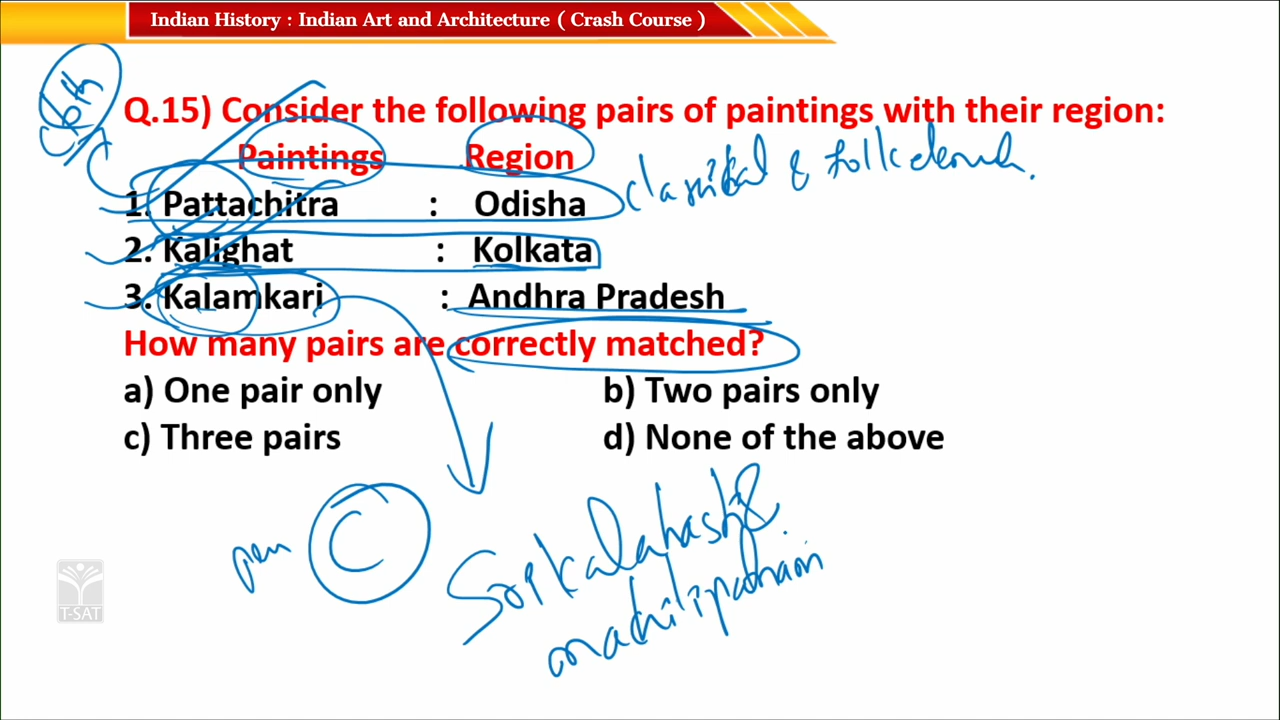 Indian History : Indian Art and Architecture ( Crash Course )
Q.15) Consider the following pairs of paintings with their region:
Paintings Region
1. Pattachitra : Odisha
classical & folk
2. Kalighat : Kolkata
3. Kalamkari : Andhra Pradesh
How many pairs are correctly matched?
a) One pair only b) Two pairs only
c) Three pairs d) None of the above
pen C Srikalahasti &
T-SAT